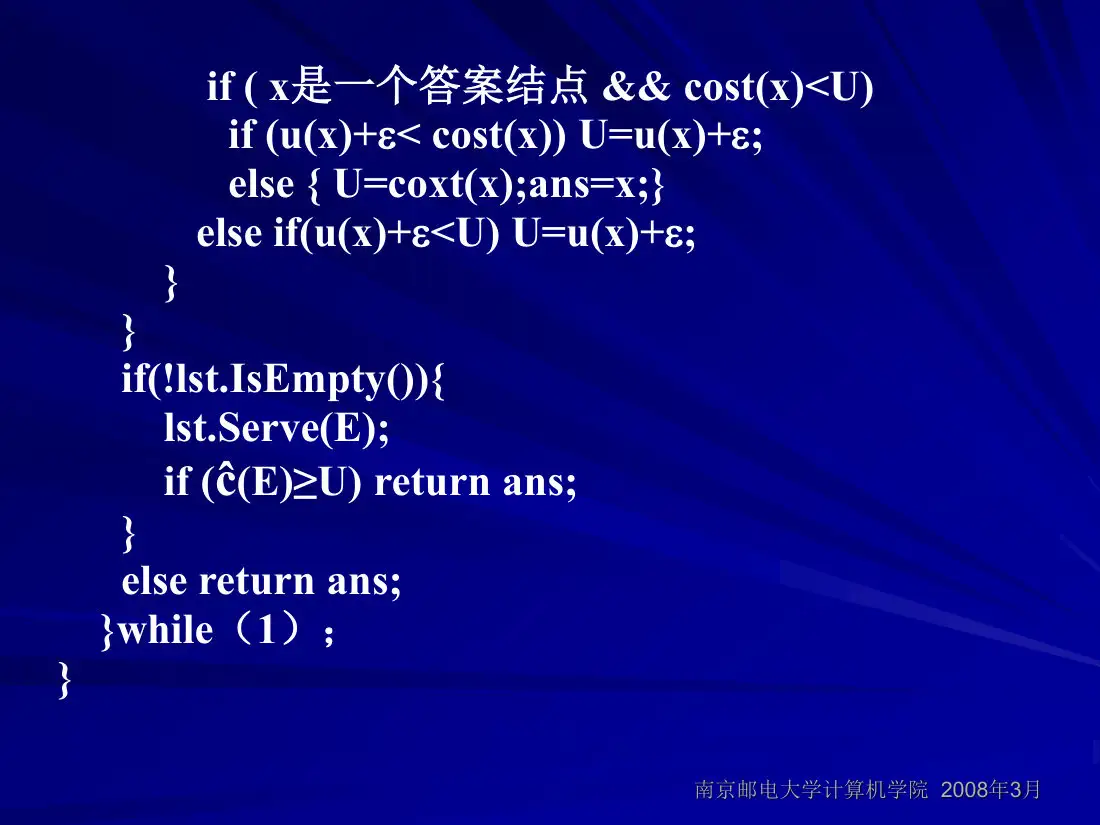 if ( x是一个答案结点 && cost(x)<U)
if (u(x)+ε< cost(x)) U=u(x)+ε;
else { U=coxt(x);ans=x;}
else if(u(x)+ε<U) U=u(x)+ε;
}
}
if(!lst.IsEmpty()){
lst.Serve(E);
if (ĉ(E)≥U) return ans;
}
else return ans;
}while（1）;
}
南京邮电大学计算机学院 2008年3月